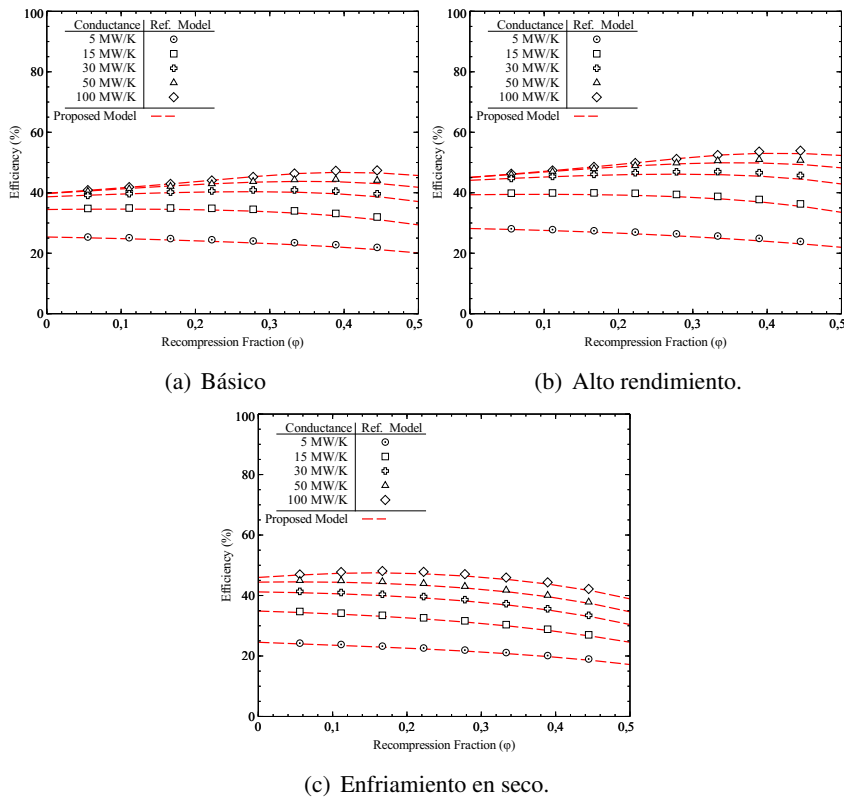 100
80
60
40
20
0
Efficiency (%)
Conductance Ref. Model
5 MW/K
15 MW/K
30 MW/K
50 MW/K
100 MW/K
Proposed Model
0 0,1 0,2 0,3 0,4 0,5
Recompression Fraction (φ)
(a) Básico
100
80
60
40
20
0
Efficiency (%)
Conductance Ref. Model
5 MW/K
15 MW/K
30 MW/K
50 MW/K
100 MW/K
Proposed Model
0 0,1 0,2 0,3 0,4 0,5
Recompression Fraction (φ)
(b) Alto rendimiento.
100
80
60
40
20
0
Efficiency (%)
Conductance Ref. Model
5 MW/K
15 MW/K
30 MW/K
50 MW/K
100 MW/K
Proposed Model
0 0,1 0,2 0,3 0,4 0,5
Recompression Fraction (φ)
(c) Enfriamiento en seco.